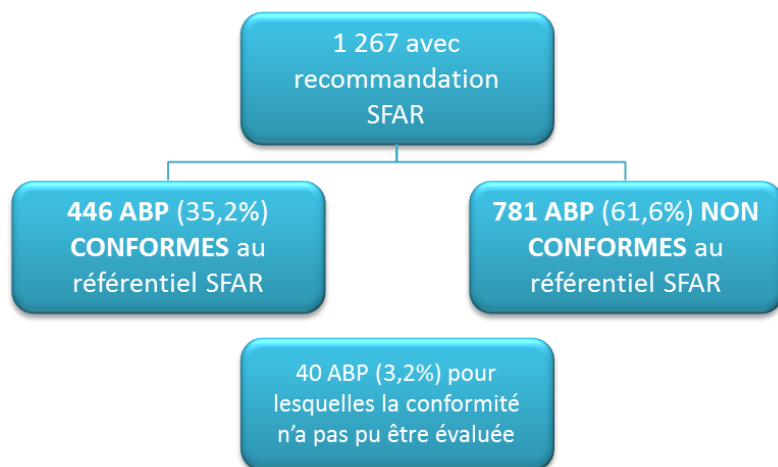 1 267 avec
recommandation
SFAR
446 ABP (35,2%)
CONFORMES au
référentiel SFAR
781 ABP (61,6%) NON
CONFORMES au
référentiel SFAR
40 ABP (3,2%) pour
lesquelles la conformité
n'a pas pu être évaluée